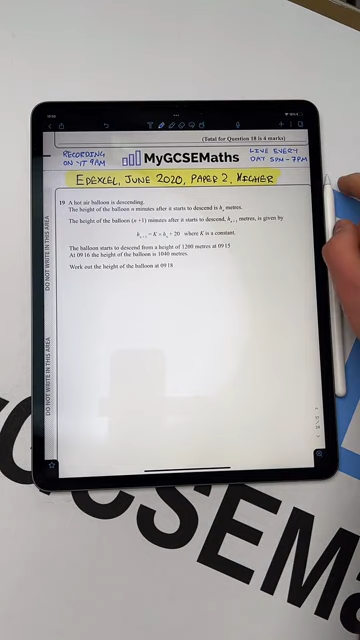 (Total for Question 18 is 4 marks)
RECORDING
ON YT 9AM
MyGCSEMaths
LIVE EVERY
DAY 5PM-7PM
EDEXCEL, JUNE 2020, PAPER 2, HIGHER
19 A hot air balloon is descending.
The height of the balloon n minutes after it starts to descend is hₙ metres.
The height of the balloon (n + 1) minutes after it starts to descend, hₙ₊₁ metres, is given by
hₙ₊₁ = K × hₙ + 20 where K is a constant.
The balloon starts to descend from a height of 1200 metres at 09 15
At 09 16 the height of the balloon is 1040 metres.
Work out the height of the balloon at 09 18
DO NOT WRITE IN THIS AREA
DO NOT WRITE IN THIS AREA
GCSEM